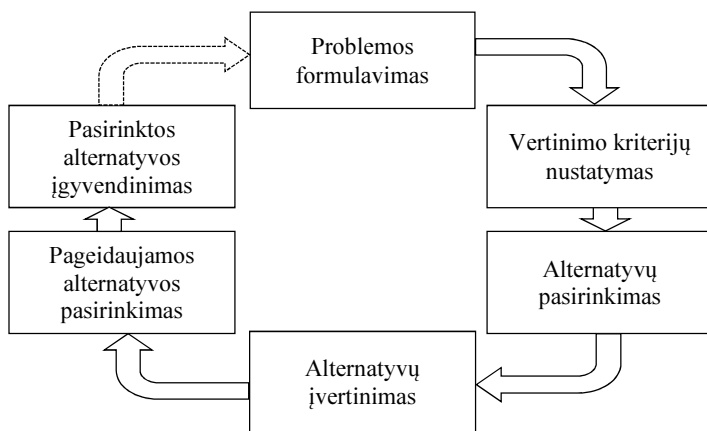 Problemos
formulavimas
Vertinimo kriterijų
nustatymas
Alternatyvų
pasirinkimas
Alternatyvų
įvertinimas
Pageidaujamos
alternatyvos
pasirinkimas
Pasirinktos
alternatyvos
įgyvendinimas